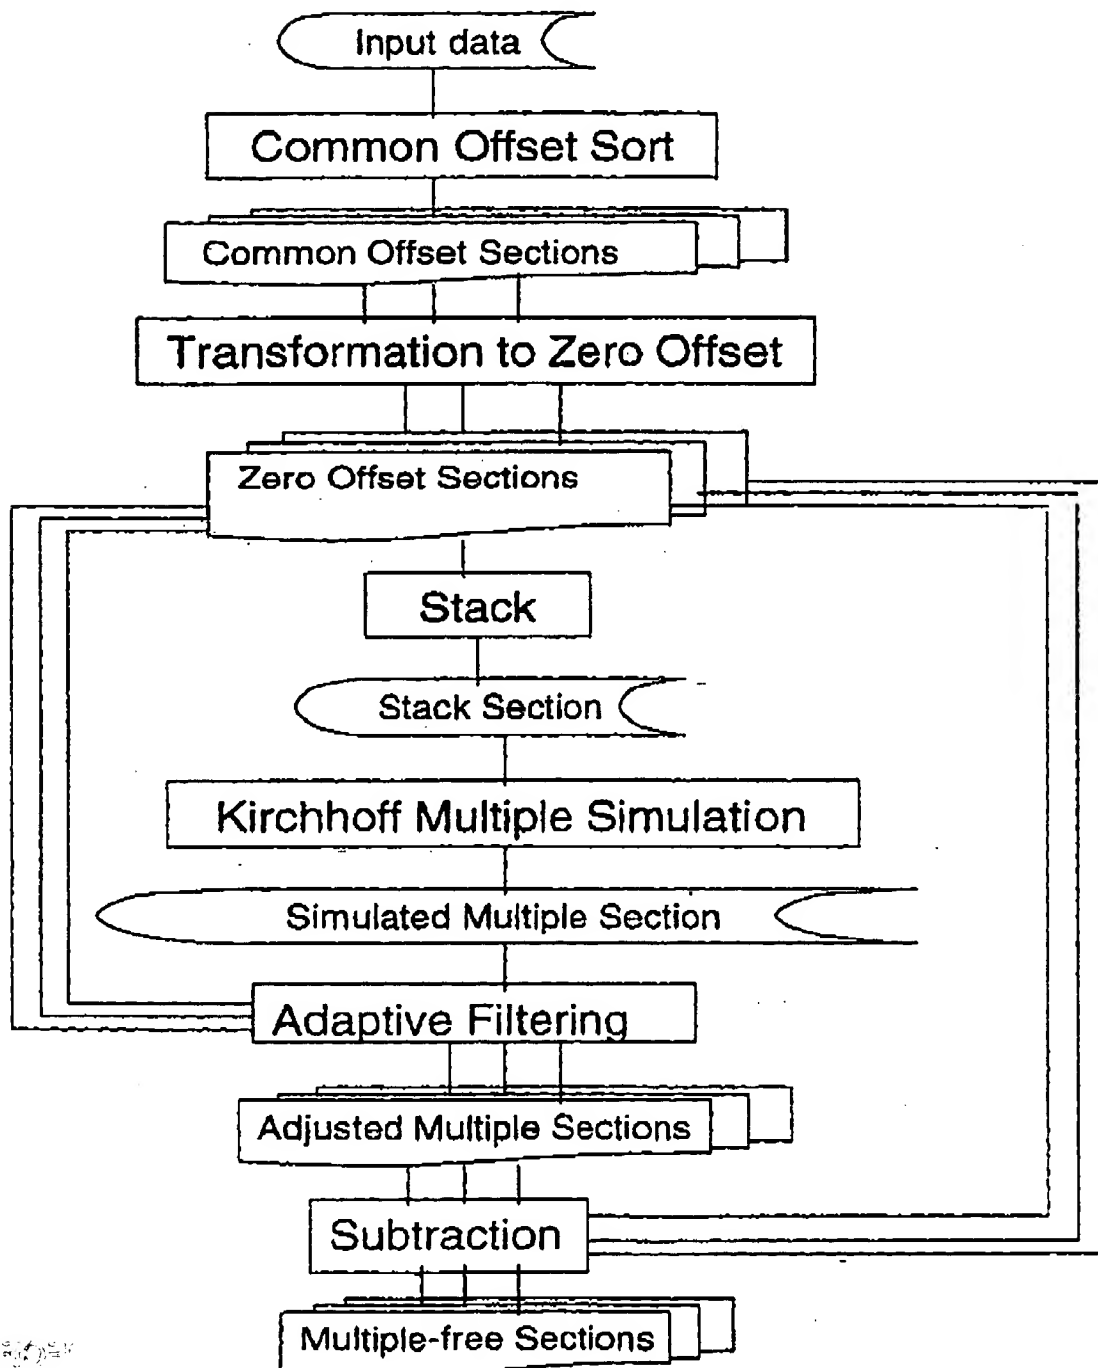 Input data
Common Offset Sort
Common Offset Sections
Transformation to Zero Offset
Zero Offset Sections
Stack
Stack Section
Kirchhoff Multiple Simulation
Simulated Multiple Section
Adaptive Filtering
Adjusted Multiple Sections
Subtraction
Multiple-free Sections